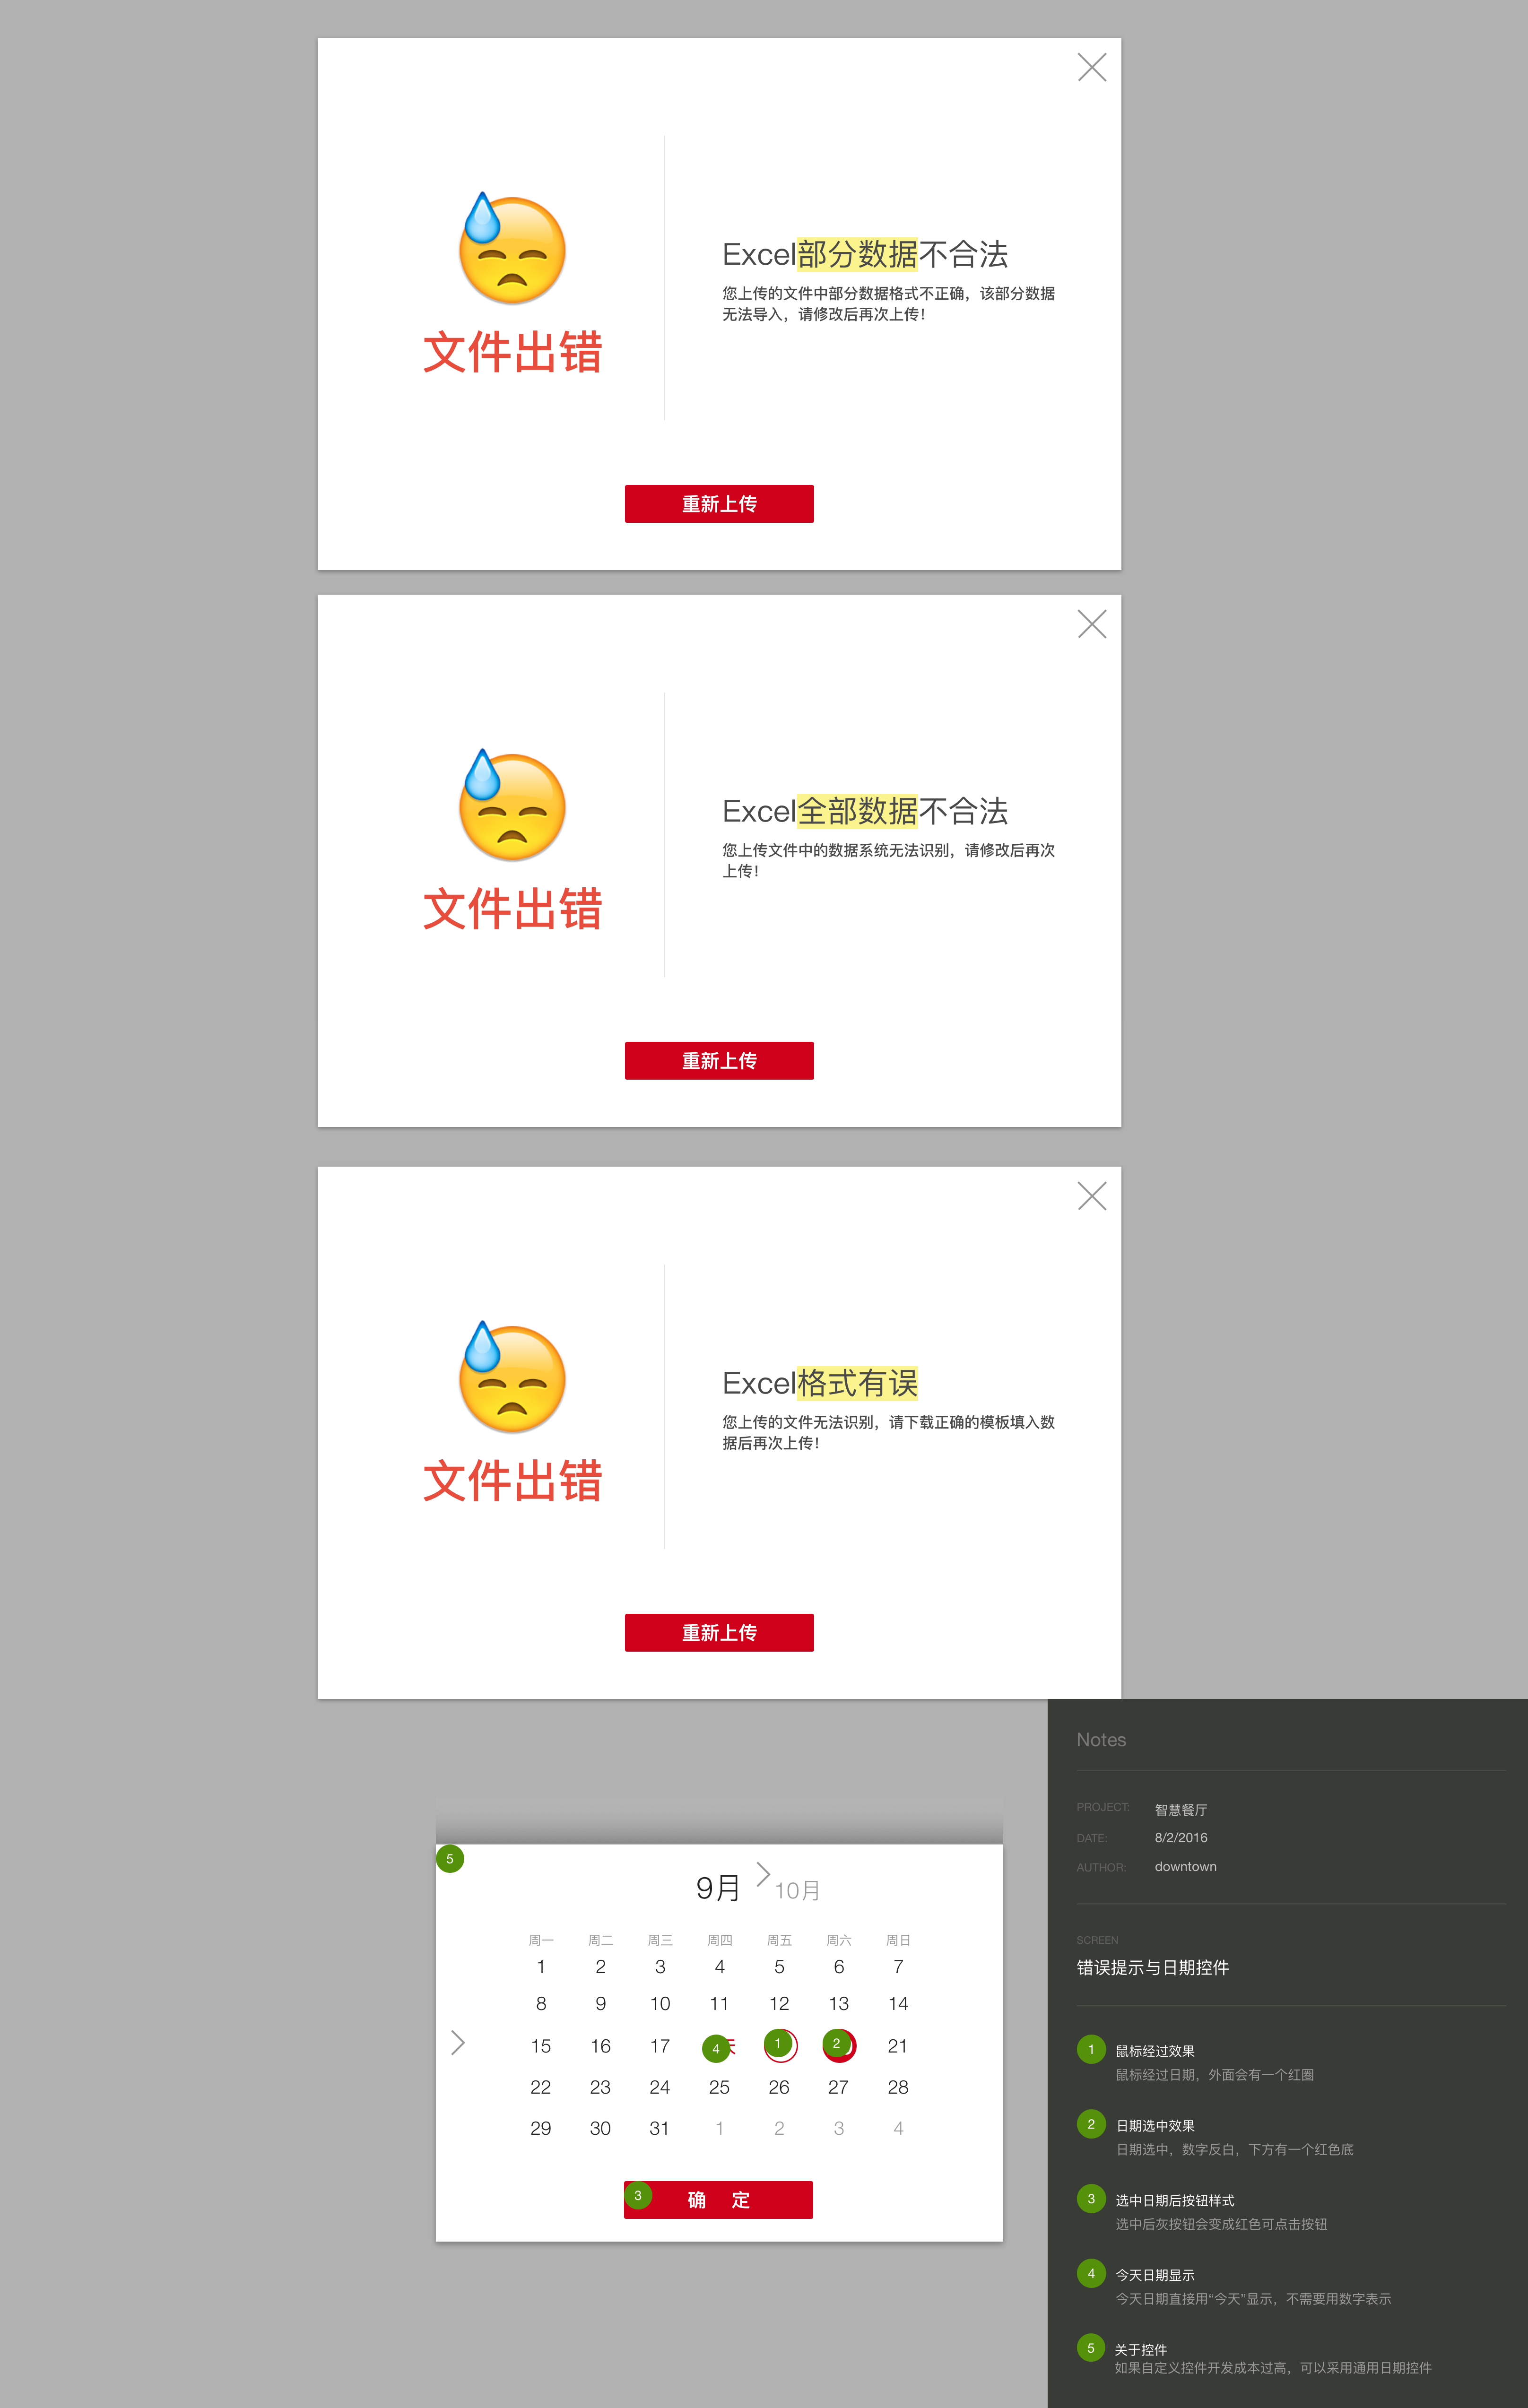 Excel部分数据不合法
您上传的文件中部分数据格式不正确，该部分数据
无法导入，请修改后再次上传！
文件出错
重新上传
Excel全部数据不合法
您上传文件中的数据系统无法识别，请修改后再次
上传！
文件出错
重新上传
Excel格式有误
您上传的文件无法识别，请下载正确的模板填入数
据后再次上传！
文件出错
重新上传
5
9月 10月
周一 周二 周三 周四 周五 周六 周日
1 2 3 4 5 6 7
8 9 10 11 12 13 14
15 16 17 4 1 2 21
22 23 24 25 26 27 28
29 30 31 1 2 3 4
3 确 定
Notes
PROJECT: 智慧餐厅
DATE: 8/2/2016
AUTHOR: downtown
SCREEN
错误提示与日期控件
1 鼠标经过效果
鼠标经过日期，外面会有一个红圈
2 日期选中效果
日期选中，数字反白，下方有一个红色底
3 选中日期后按钮样式
选中后灰按钮会变成红色可点击按钮
4 今天日期显示
今天日期直接用“今天”显示，不需要用数字表示
5 关于控件
如果自定义控件开发成本过高，可以采用通用日期控件